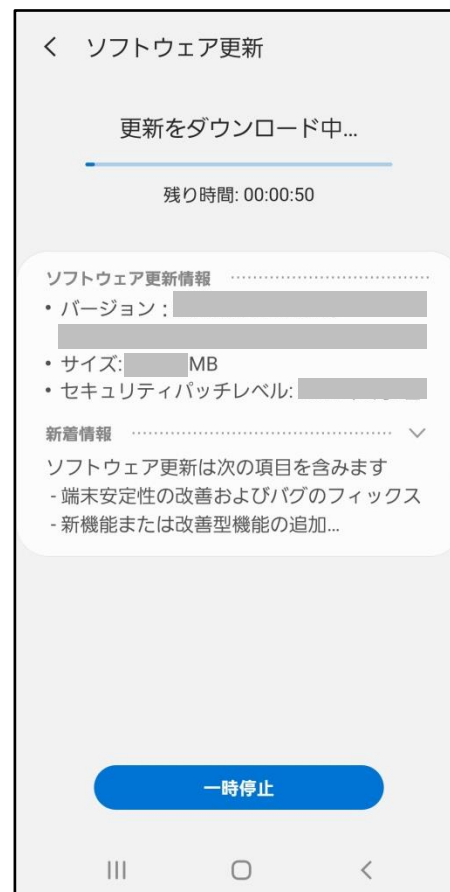 ソフトウェア更新
更新をダウンロード中...
残り時間: 00:00:50
ソフトウェア更新情報
• バージョン :
• サイズ: MB
• セキュリティパッチレベル:
新着情報
ソフトウェア更新は次の項目を含みます
- 端末安定性の改善およびバグのフィックス
- 新機能または改善型機能の追加...
一時停止